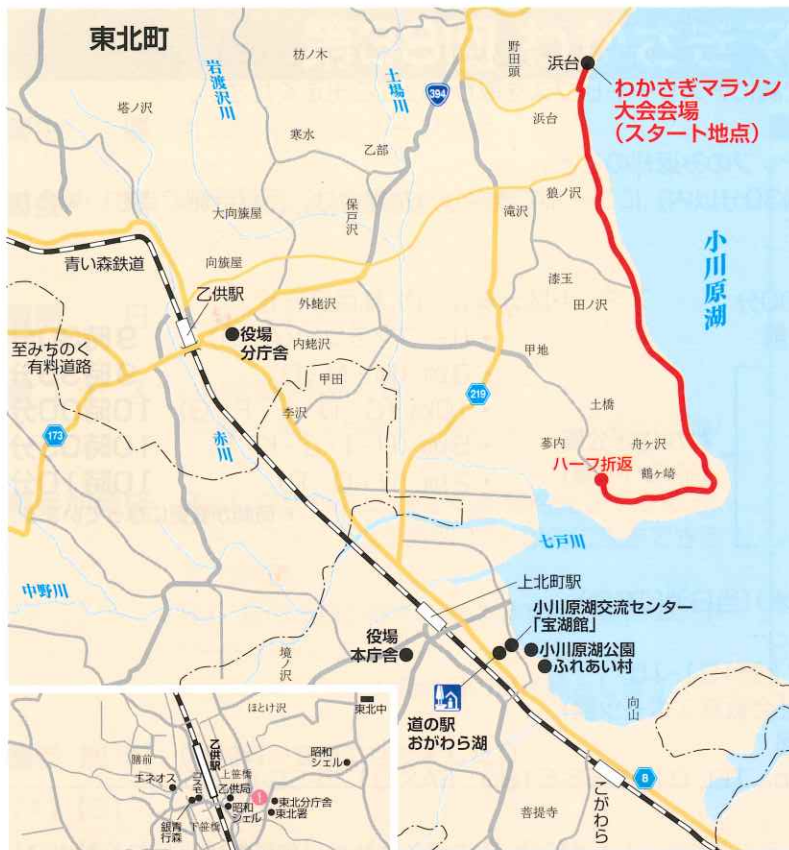 東北町
岩渡沢川
枋ノ木
土場川
野田頭
浜台
わかさぎマラソン
大会会場
(スタート地点)
394
塔ノ沢
寒水
乙部
浜台
狼ノ沢
大向旗屋
保戸沢
滝沢
小川原湖
青い森鉄道
向旗屋
漆玉
田ノ沢
乙供駅
外蛯沢
役場
分庁舎
内蛯沢
甲地
至みちのく
有料道路
甲田
李沢
219
土橋
173
赤川
蓼内
舟ヶ沢
ハーフ折返
鶴ヶ崎
七戸川
中野川
上北町駅
小川原湖交流センター
「宝湖館」
役場
本庁舎
小川原湖公園
ふれあい村
境ノ沢
向山
道の駅
おがわら湖
8
こがわら
菩提寺
ほとけ沢
東北中
乙供駅
膳前
上笹橋
昭和
シェル
エネオス
コモ
乙供局
昭和
シェル
東北分庁舎
東北署
銀行
青森
下笹橋